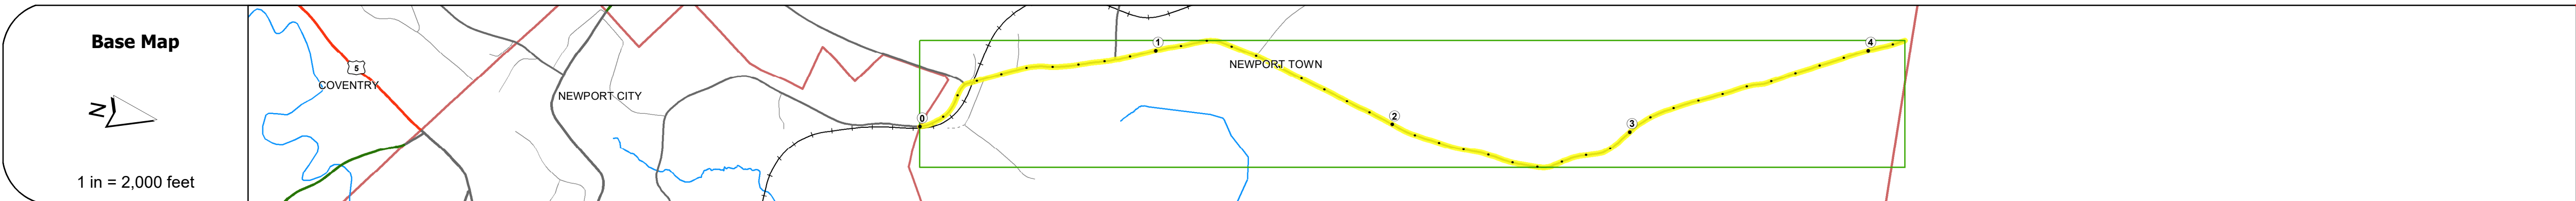 Base Map
N
1 in = 2,000 feet
5
COVENTRY
NEWPORT CITY
0
1
NEWPORT TOWN
2
3
4